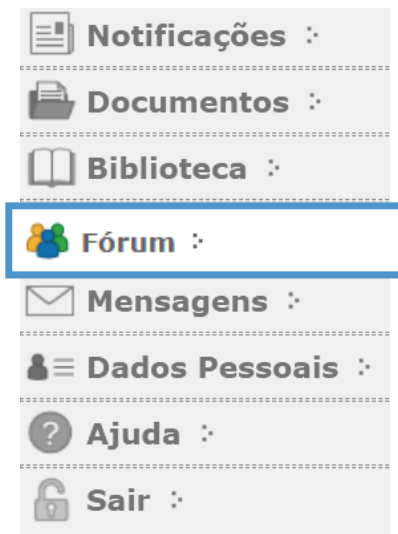 Notificações
Documentos
Biblioteca
Fórum
Mensagens
Dados Pessoais
Ajuda
Sair